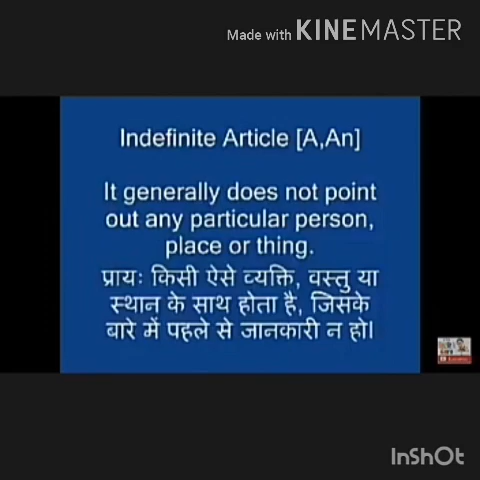 Made with KINEMASTER
Indefinite Article [A,An]
It generally does not point
out any particular person,
place or thing.
प्रायः किसी ऐसे व्यक्ति, वस्तु या
स्थान के साथ होता है, जिसके
बारे में पहले से जानकारी न हो।
InShOt